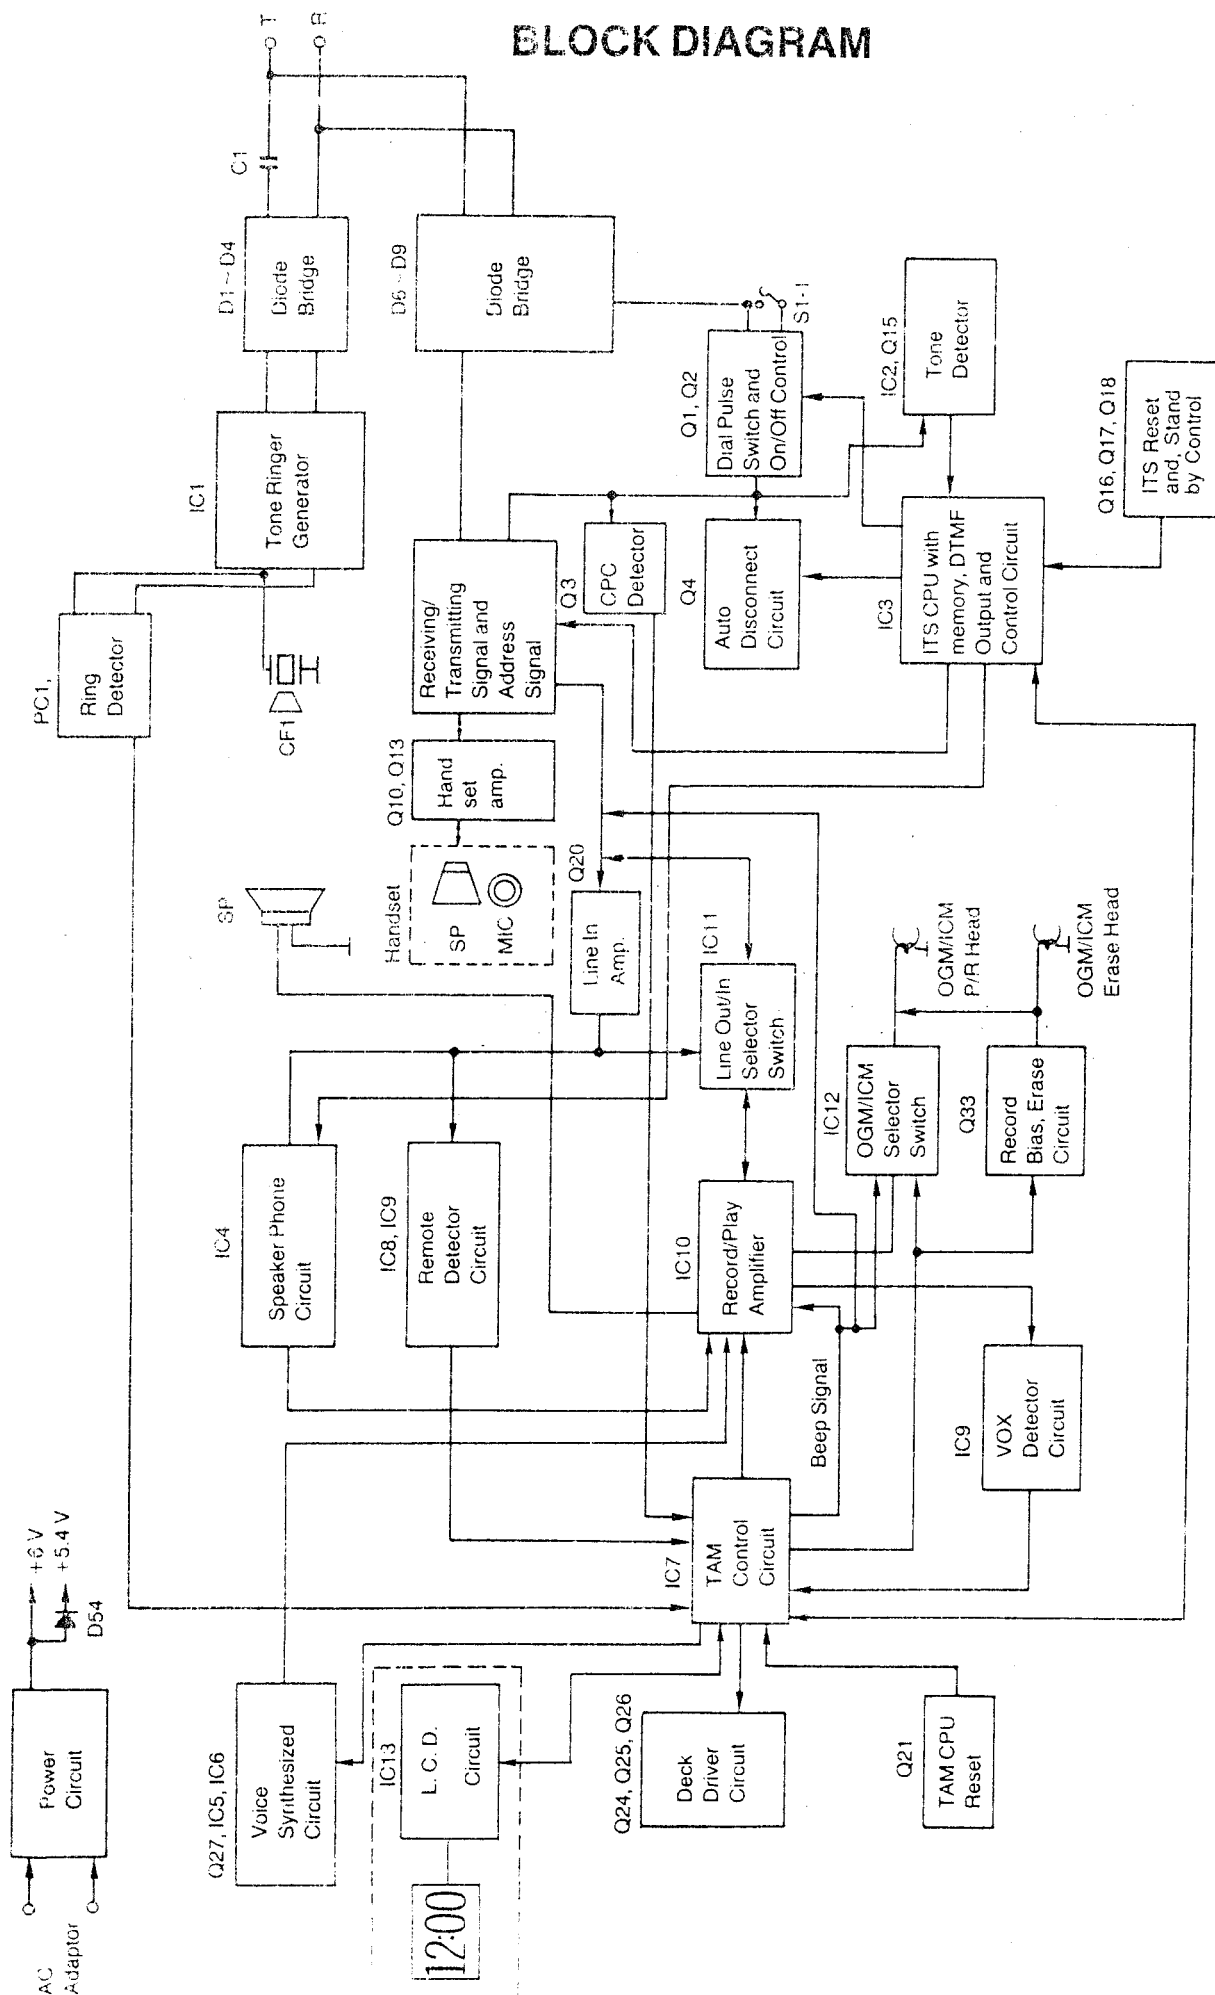 BLOCK DIAGRAM
AC
Adaptor
Power
Circuit
+6 V
+5.4 V
D54
PC1,
Ring
Detector
IC1
Tone Ringer
Generator
D1~D4
Diode
Bridge
C1
T
R
CF1
SP
D6~D9
Diode
Bridge
Q27, IC5, IC6
Voice
Synthesized
Circuit
IC4
Speaker Phone
Circuit
IC8, IC9
Remote
Detector
Circuit
Handset
SP
MIC
Q10, Q13
Hand
set
amp.
Receiving/
Transmitting
Signal and
Address
Signal
Q20
Line In
Amp.
Q3
CPC
Detector
IC13
L.C.D.
Circuit
12:00
Q24, Q25, Q26
Deck
Driver
Circuit
IC7
TAM
Control
Circuit
IC10
Record/Play
Amplifier
IC11
Line Out/In
Selector
Switch
Q4
Auto
Disconnect
Circuit
Q1, Q2
Dial Pulse
Switch and
On/Off Control
S1-1
Beep Signal
IC12
OGM/ICM
Selector
Switch
OGM/ICM
P/R Head
IC3
ITS CPU with
memory, DTMF
Output and
Control Circuit
IC2, Q15
Tone
Detector
Q21
TAM CPU
Reset
IC9
VOX
Detector
Circuit
Q33
Record
Bias, Erase
Circuit
OGM/ICM
Erase Head
Q16, Q17, Q18
ITS Reset
and, Stand
by Control